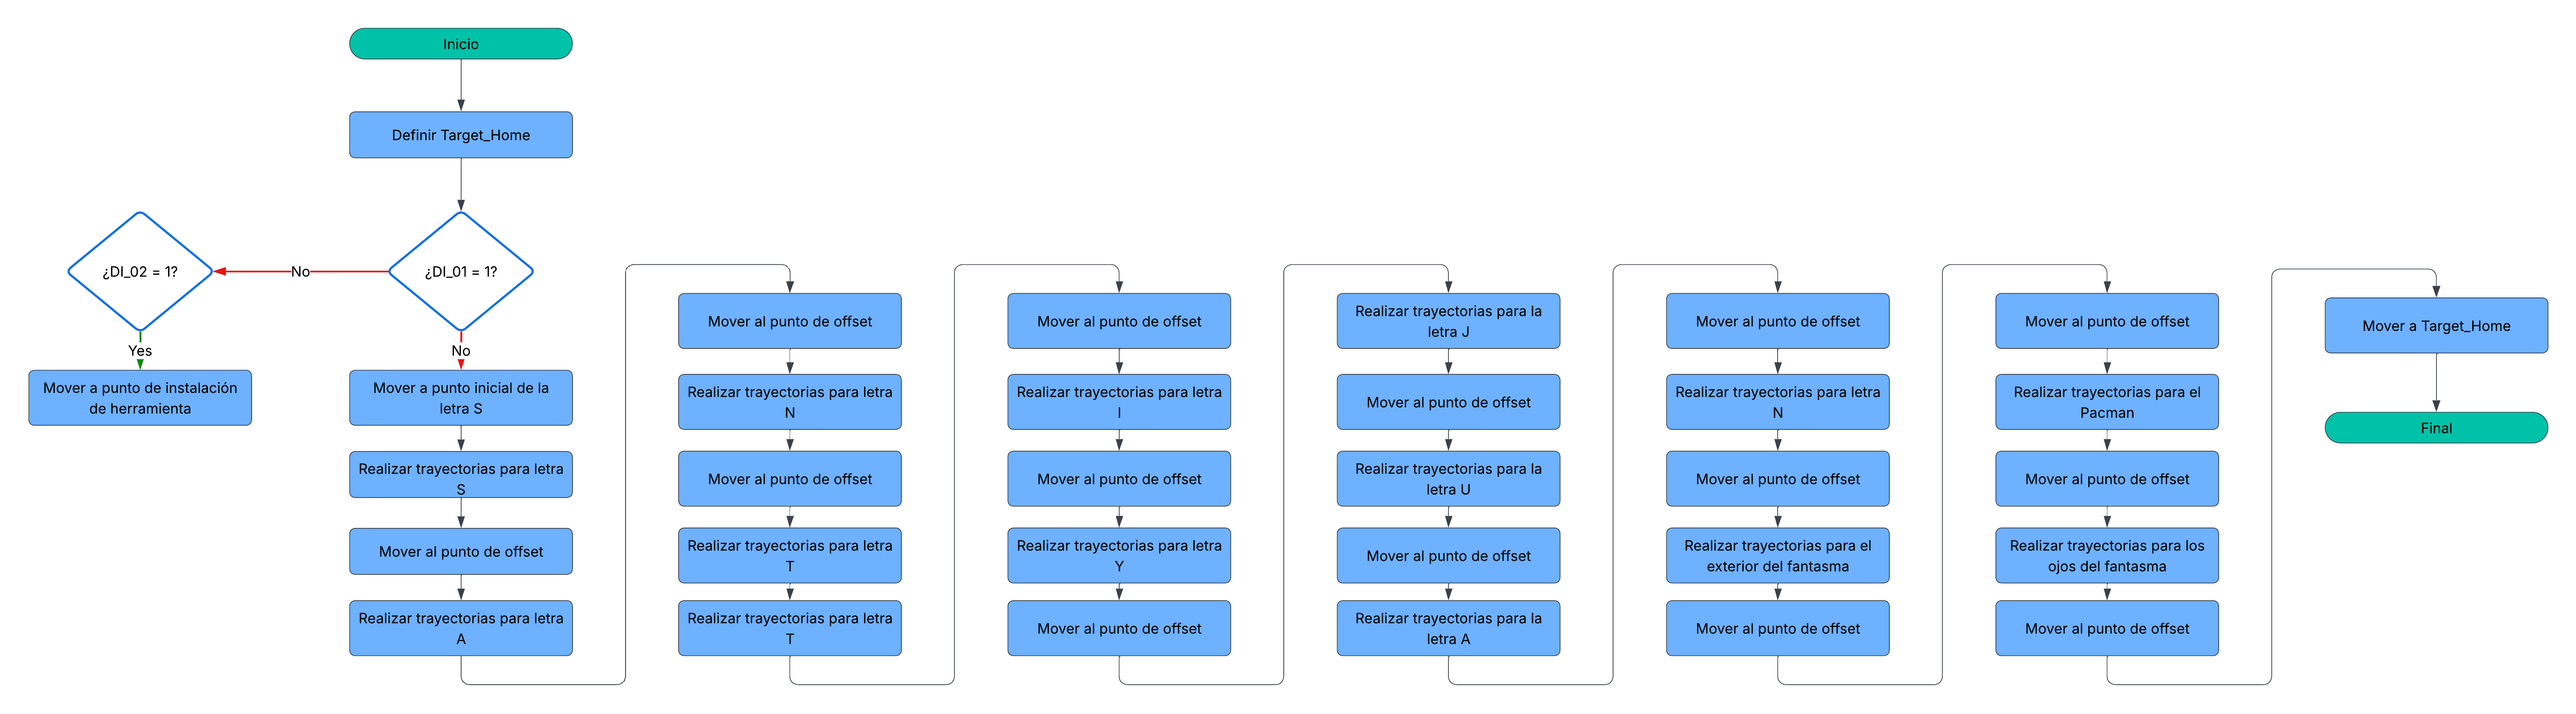 Inicio
Definir Target_Home
¿DI_02 = 1?
No
¿DI_01 = 1?
Yes
No
Mover a punto de instalación
de herramienta
Mover a punto inicial de la
letra S
Realizar trayectorias para letra
S
Mover al punto de offset
Realizar trayectorias para letra
A
Mover al punto de offset
Realizar trayectorias para letra
N
Mover al punto de offset
Realizar trayectorias para letra
T
Realizar trayectorias para letra
T
Mover al punto de offset
Realizar trayectorias para letra
I
Mover al punto de offset
Realizar trayectorias para letra
Y
Mover al punto de offset
Realizar trayectorias para la
letra J
Mover al punto de offset
Realizar trayectorias para la
letra U
Mover al punto de offset
Realizar trayectorias para la
letra A
Mover al punto de offset
Realizar trayectorias para letra
N
Mover al punto de offset
Realizar trayectorias para el
exterior del fantasma
Mover al punto de offset
Mover al punto de offset
Realizar trayectorias para el
Pacman
Mover al punto de offset
Realizar trayectorias para los
ojos del fantasma
Mover al punto de offset
Mover a Target_Home
Final